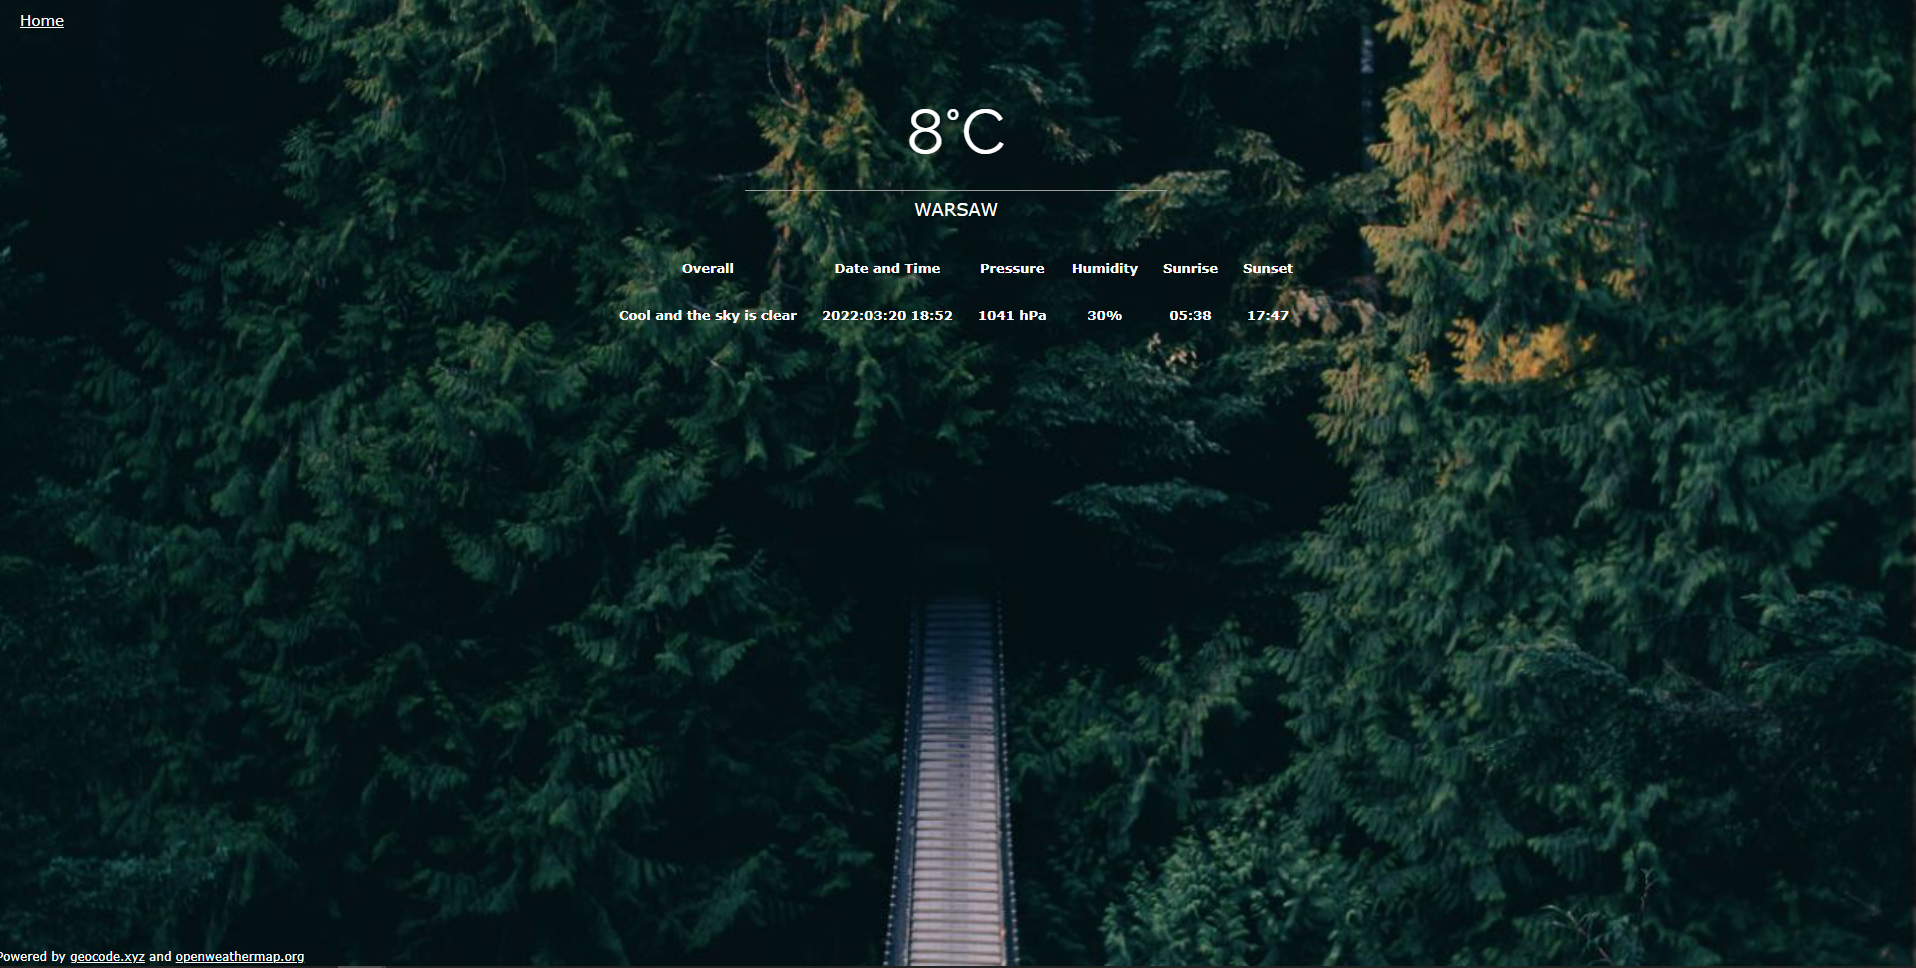 Home
8°C
WARSAW
Overall Date and Time Pressure Humidity Sunrise Sunset
Cool and the sky is clear 2022:03:20 18:52 1041 hPa 30% 05:38 17:47
Powered by geocode.xyz and openweathermap.org